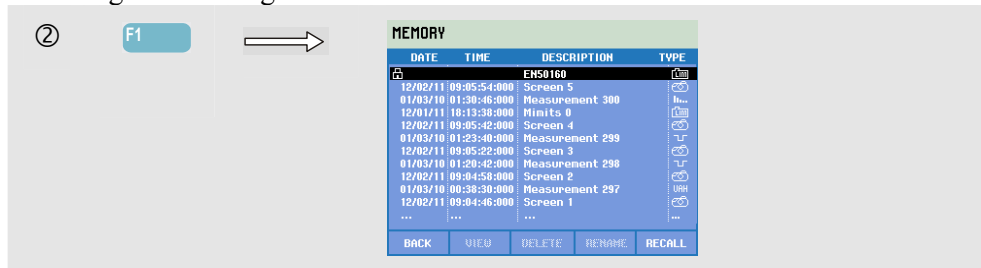 ② F1
MEMORY
DATE TIME DESCRIPTION TYPE
EN50160
12/02/11 09:05:54:000 Screen 5
01/03/10 01:30:46:000 Measurement 300
12/01/11 18:13:38:000 Mimits 0
12/02/11 09:05:42:000 Screen 4
01/03/10 01:23:40:000 Measurement 299
12/02/11 09:05:22:000 Screen 3
01/03/10 01:20:42:000 Measurement 298
12/02/11 09:04:58:000 Screen 2
01/03/10 00:38:30:000 Measurement 297 VAH
12/02/11 09:04:46:000 Screen 1
... ... ... ...
BACK VIEW DELETE RENAME RECALL